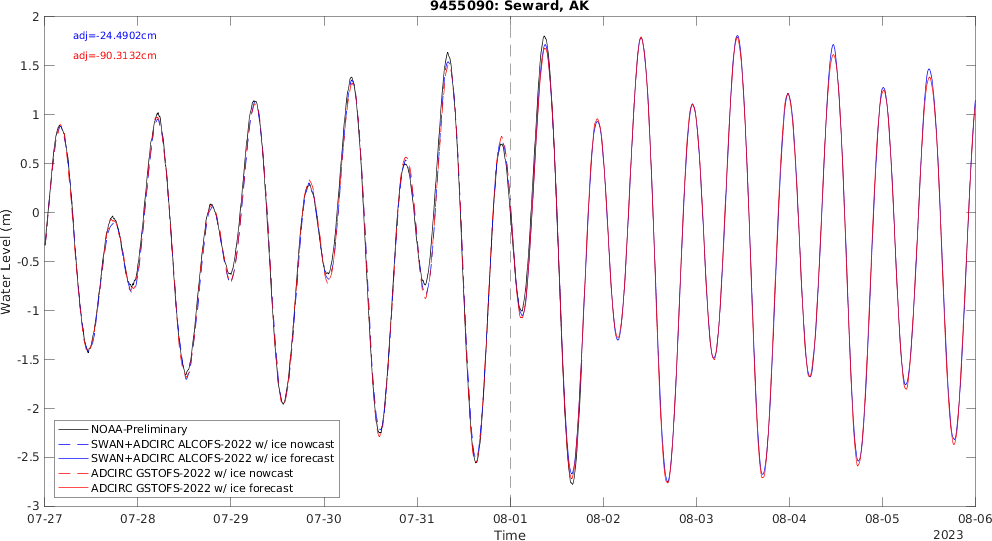 9455090: Seward, AK
adj=-24.4902cm
adj=-90.3132cm
Water Level (m)
2
1.5
1
0.5
0
-0.5
-1
-1.5
-2
-2.5
-3
NOAA-Preliminary
SWAN+ADCIRC ALCOFS-2022 w/ ice nowcast
SWAN+ADCIRC ALCOFS-2022 w/ ice forecast
ADCIRC GSTOFS-2022 w/ ice nowcast
ADCIRC GSTOFS-2022 w/ ice forecast
07-27 07-28 07-29 07-30 07-31 08-01 08-02 08-03 08-04 08-05 08-06
Time
2023